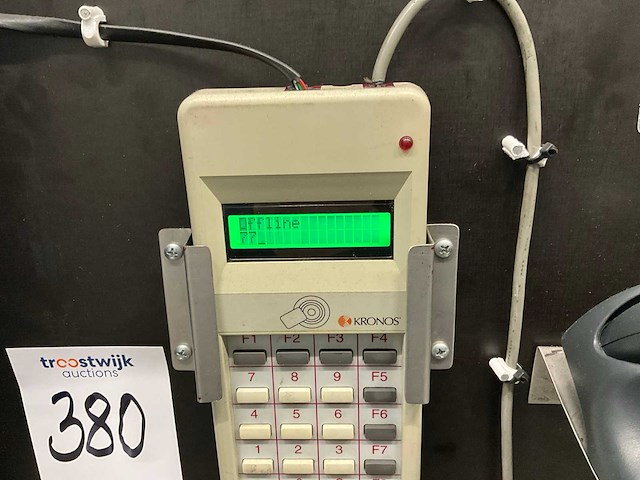 Offline
77_
KRONOS
F1 F2 F3 F4
7 8 9 F5
4 5 6 F6
1 2 3 F7
troostwijk
auctions
380